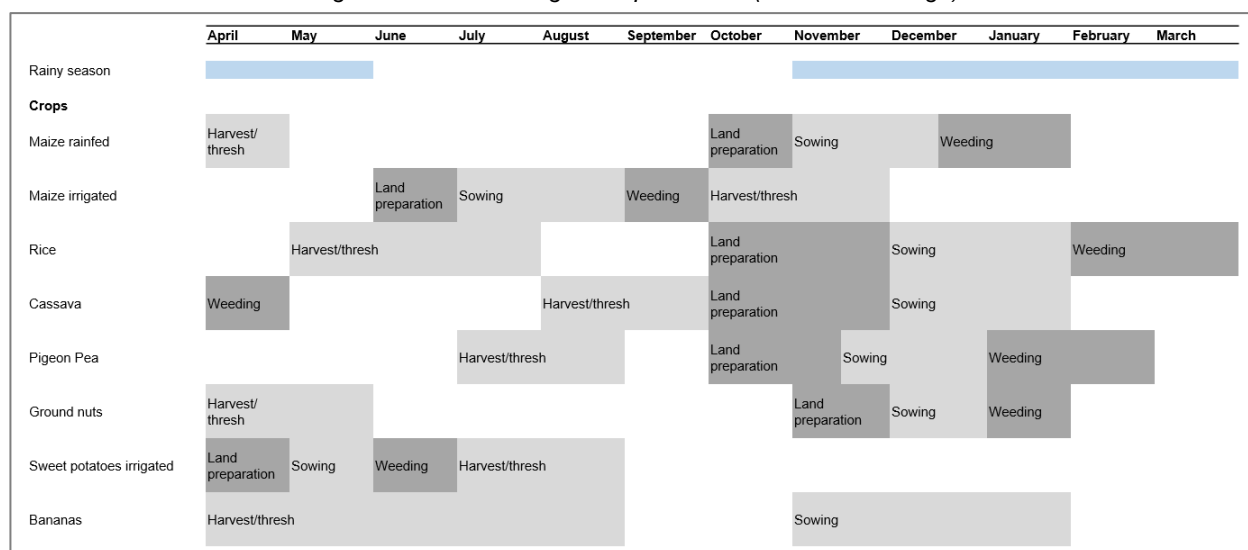 April May June July August September October November December January February March
Rainy season
Crops
Maize rainfed
Harvest/
thresh
Land
preparation
Sowing
Weeding
Maize irrigated
Land
preparation
Sowing
Weeding
Harvest/thresh
Rice
Harvest/thresh
Land
preparation
Sowing
Weeding
Cassava
Weeding
Harvest/thresh
Land
preparation
Sowing
Pigeon Pea
Harvest/thresh
Land
preparation
Sowing
Weeding
Ground nuts
Harvest/
thresh
Land
preparation
Sowing
Weeding
Sweet potatoes irrigated
Land
preparation
Sowing
Weeding
Harvest/thresh
Bananas
Harvest/thresh
Sowing